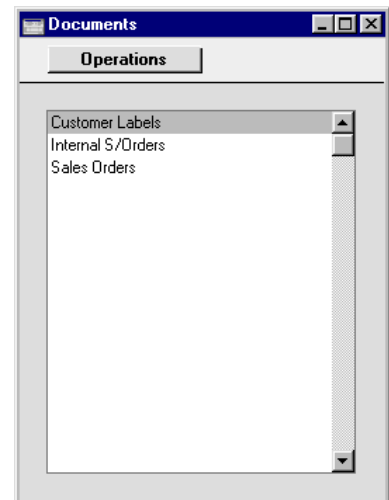 Documents
Operations
Customer Labels
Internal S/Orders
Sales Orders